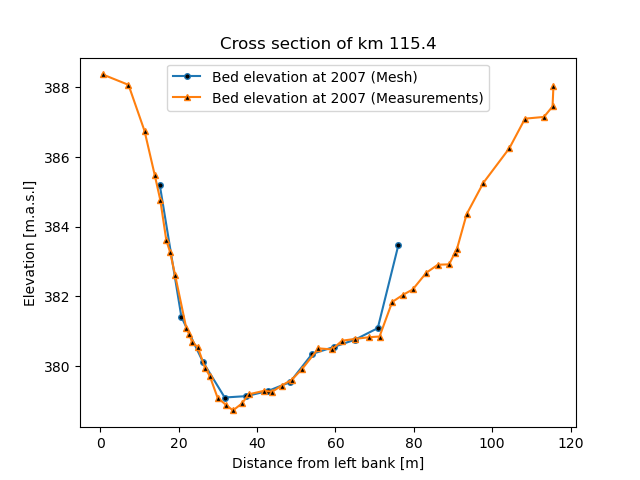 Cross section of km 115.4
Bed elevation at 2007 (Mesh)
Bed elevation at 2007 (Measurements)
Elevation [m.a.s.l]
388
386
384
382
380
0 20 40 60 80 100 120
Distance from left bank [m]